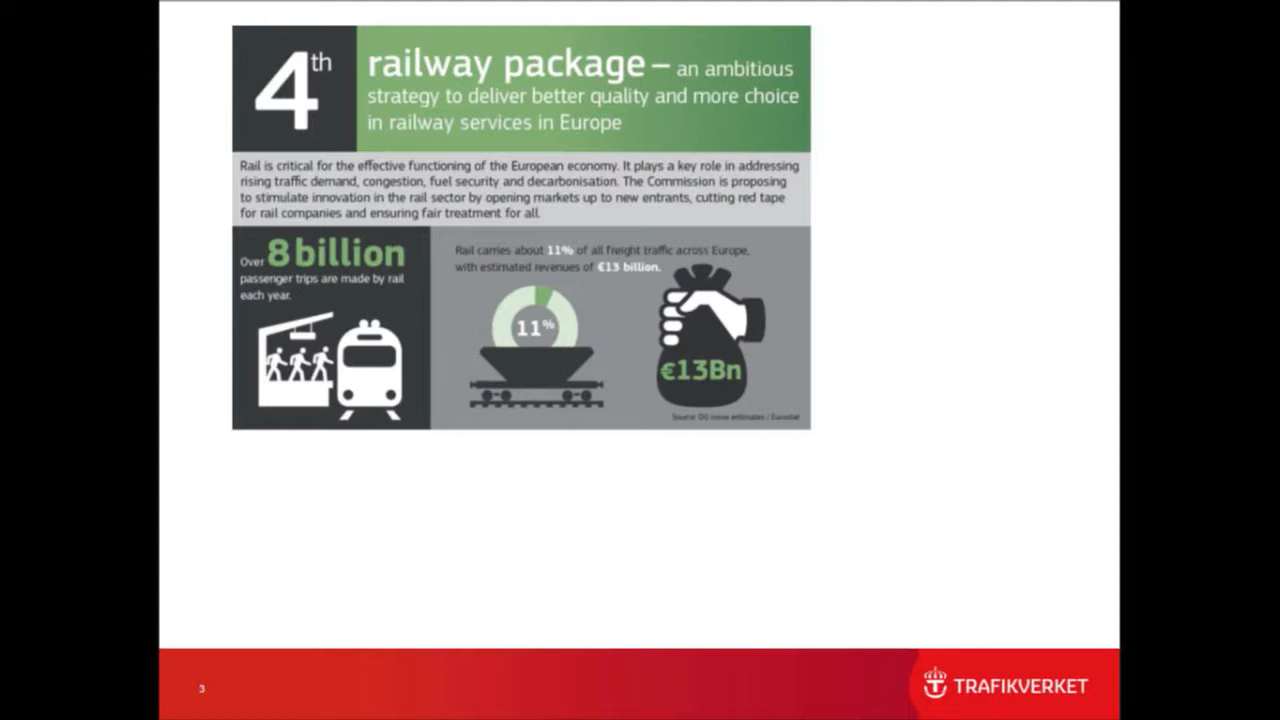 4th
railway package – an ambitious
strategy to deliver better quality and more choice
in railway services in Europe
Rail is critical for the effective functioning of the European economy. It plays a key role in addressing
rising traffic demand, congestion, fuel security and decarbonisation. The Commission is proposing
to stimulate innovation in the rail sector by opening markets up to new entrants, cutting red tape
for rail companies and ensuring fair treatment for all.
Over 8 billion
passenger trips are made by rail
each year.
Rail carries about 11% of all freight traffic across Europe,
with estimated revenues of €13 billion.
11%
€13Bn
Source: DG estimates / Eurostat
3
TRAFIKVERKET